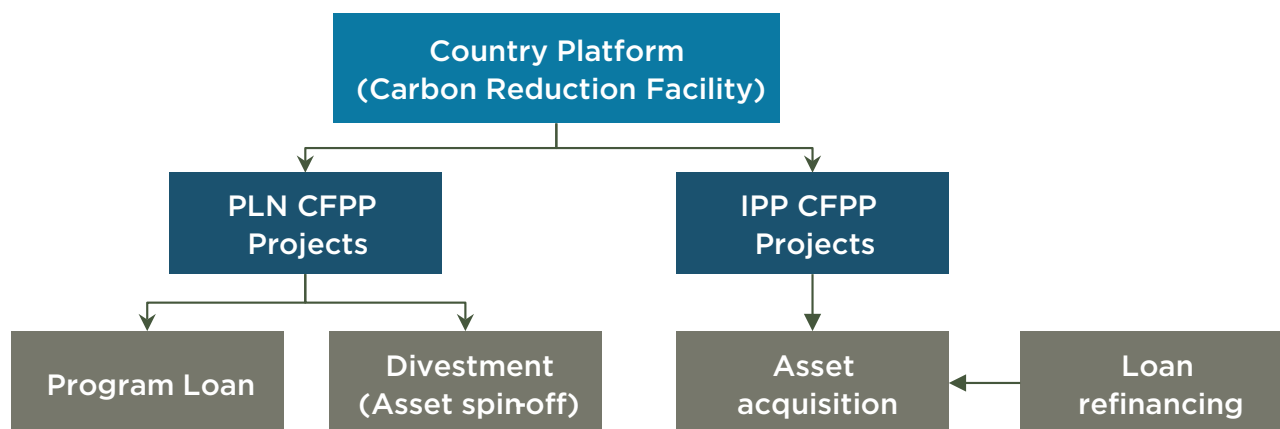 Country Platform
(Carbon Reduction Facility)
PLN CFPP
Projects
IPP CFPP
Projects
Program Loan
Divestment
(Asset spin-off)
Asset
acquisition
Loan
refinancing